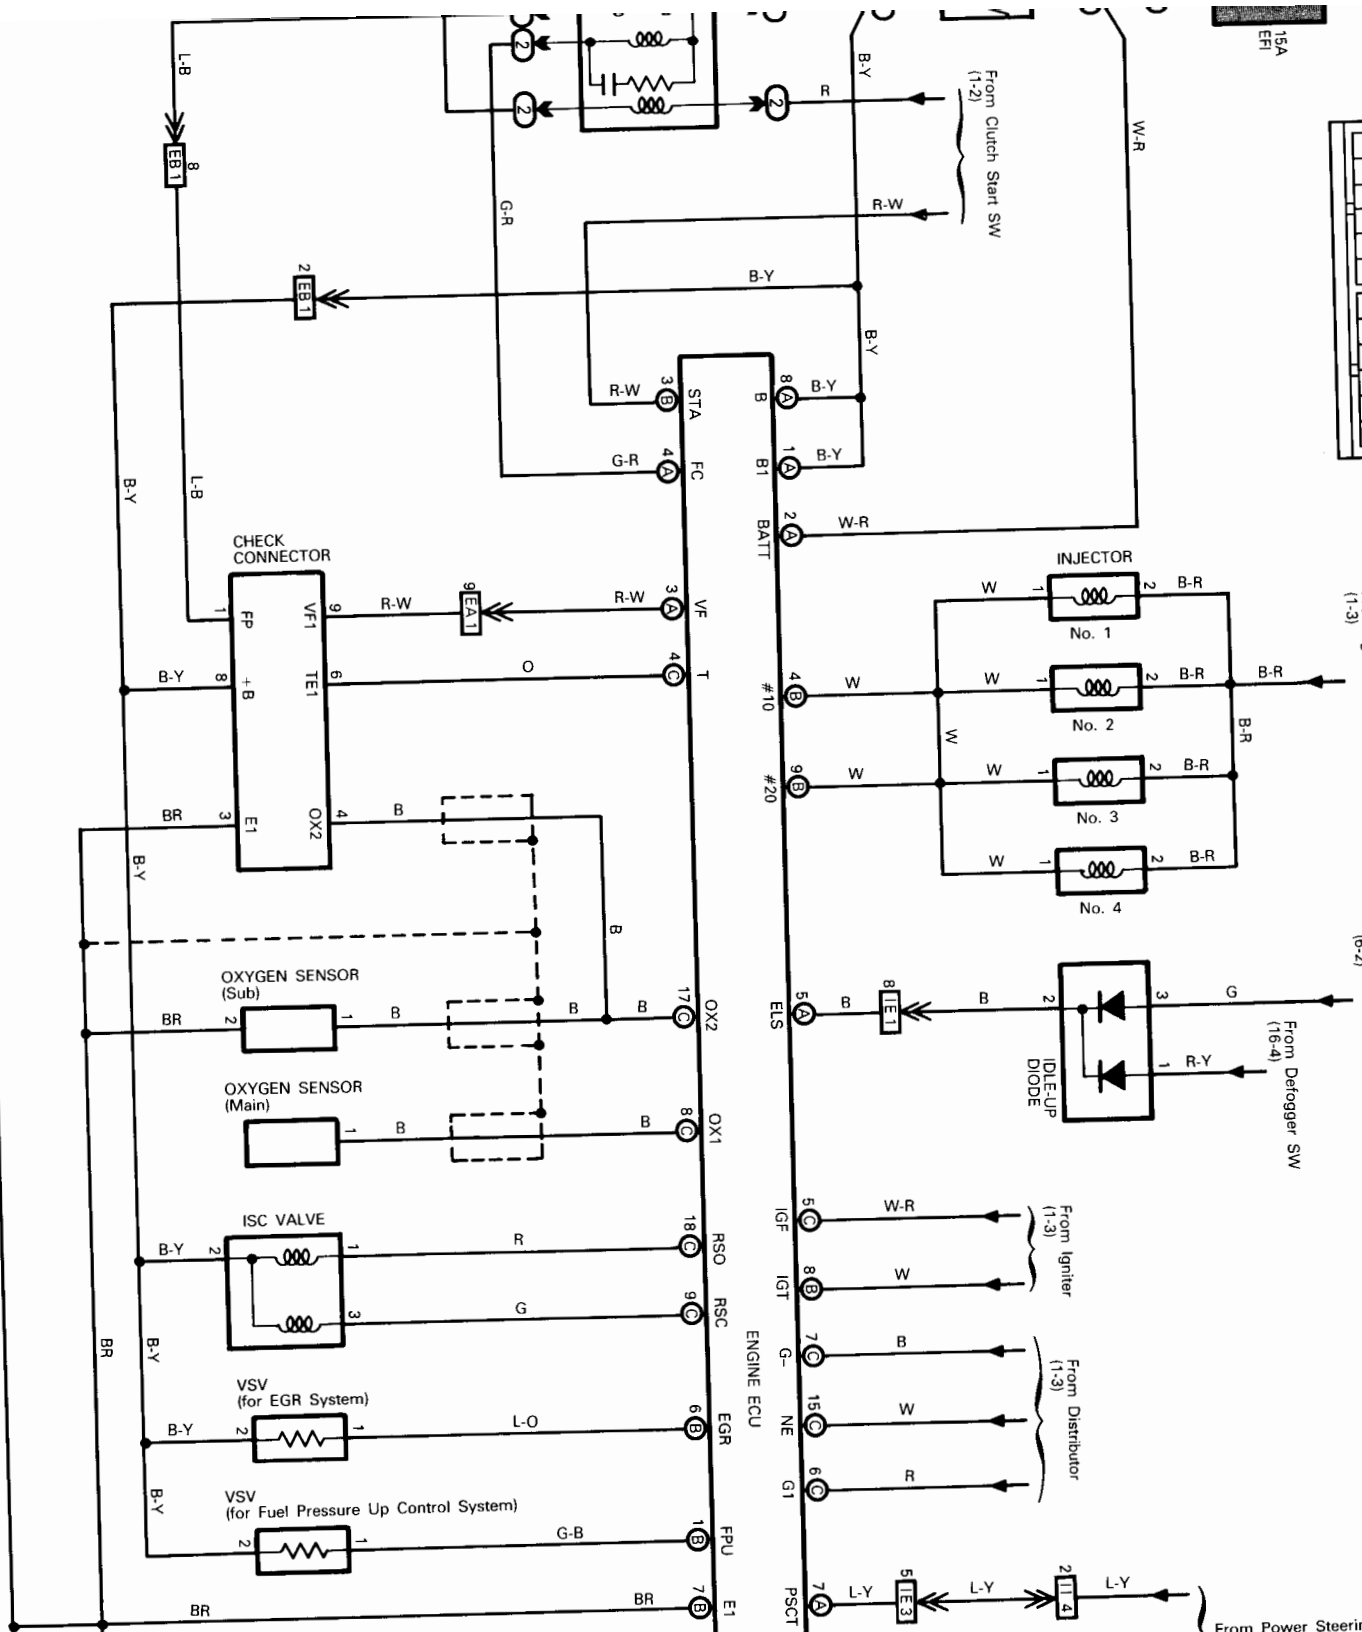 15A
EFI
L-B
2
B-Y
2
2
R
From Clutch Start SW
(1-2)
W-R
8
EB1
G-R
R-W
2
EB1
B-Y
B-Y
R-W
3
B
STA
B
8
A
B-Y
G-R
4
A
FC
B1
1
A
B-Y
B-Y
L-B
BATT
2
A
W-R
CHECK
CONNECTOR
INJECTOR
1
FP
VF1
9
R-W
9
EA1
R-W
3
A
VF
W
1
2
B-R
No. 1
(1-3)
B-Y
8
+B
TE1
6
O
4
C
T
#10
4
B
W
W
1
2
B-R
B-R
No. 2
W
B-R
#20
9
B
W
W
1
2
B-R
No. 3
BR
3
E1
OX2
4
B
W
1
2
B-R
No. 4
B-Y
B
(6-2)
OXYGEN SENSOR
(Sub)
BR
2
1
B
B
B
17
C
OX2
ELS
5
A
B
8
IE1
B
2
3
G
IDLE-UP
DIODE
1
R-Y
From Defogger SW
(16-4)
OXYGEN SENSOR
(Main)
1
B
B
8
C
OX1
ISC VALVE
B-Y
2
1
R
18
C
RSO
IGF
5
C
W-R
From Igniter
(1-3)
3
G
9
C
RSC
IGT
8
B
W
BR
B-Y
ENGINE ECU
G-
7
C
B
From Distributor
(1-3)
VSV
(for EGR System)
B-Y
2
1
L-O
6
B
EGR
NE
15
C
W
G1
6
C
R
B-Y
VSV
(for Fuel Pressure Up Control System)
2
1
G-B
1
B
FPU
BR
BR
7
B
E1
PSCT
7
A
L-Y
5
IE3
L-Y
2
II4
L-Y
From Power